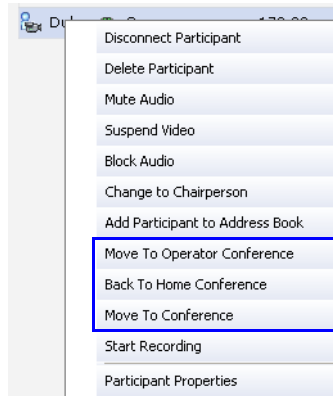 Disconnect Participant
Delete Participant
Mute Audio
Suspend Video
Block Audio
Change to Chairperson
Add Participant to Address Book
Move To Operator Conference
Back To Home Conference
Move To Conference
Start Recording
Participant Properties